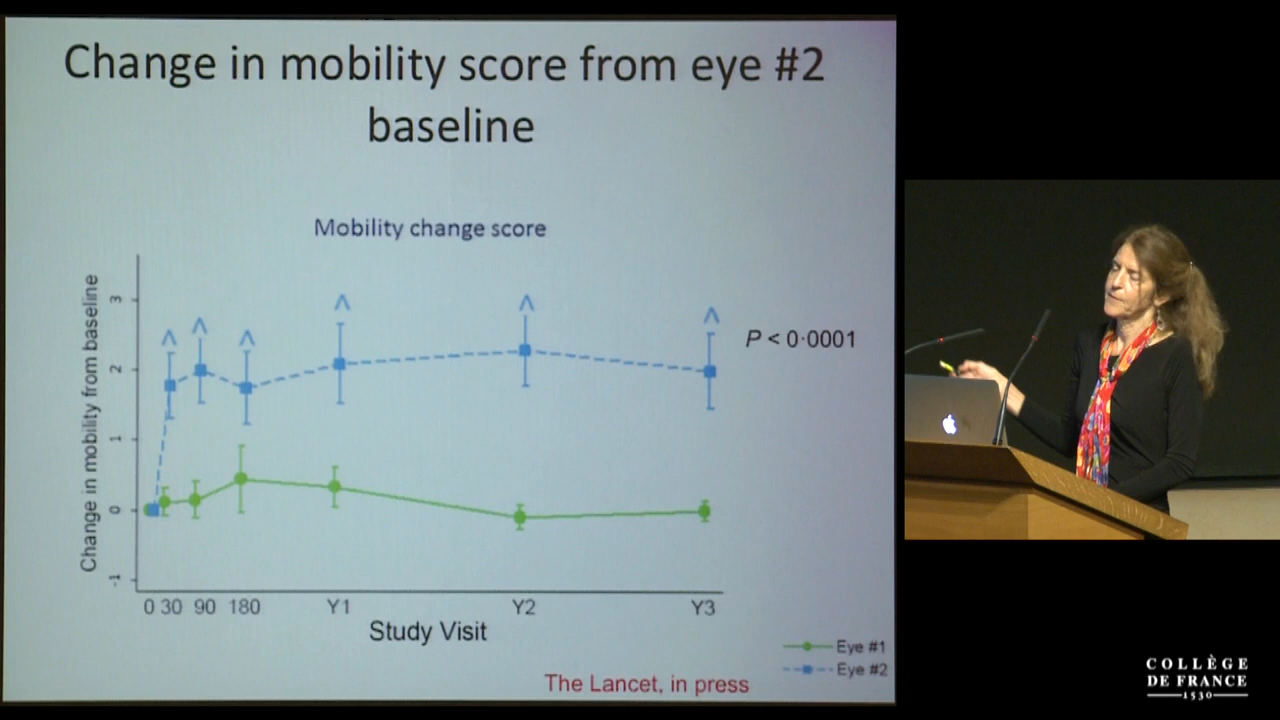 Change in mobility score from eye #2
baseline
Mobility change score
Change in mobility from baseline
3
2
1
0
-1
P < 0·0001
0 30 90 180 Y1 Y2 Y3
Study Visit
Eye #1
Eye #2
The Lancet, in press
COLLÈGE
DE FRANCE
1530